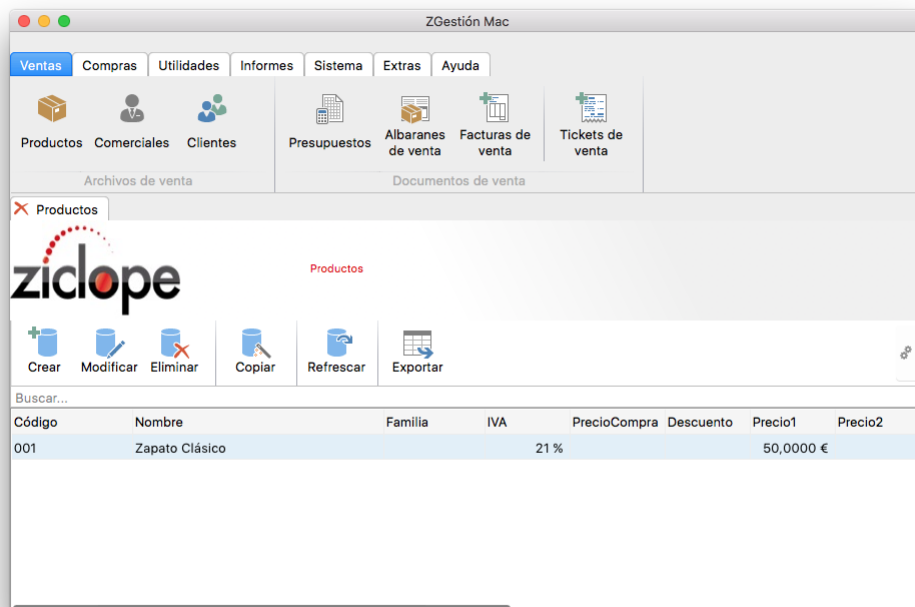 ZGestión Mac
Ventas Compras Utilidades Informes Sistema Extras Ayuda
Productos Comerciales Clientes Presupuestos Albaranes de venta Facturas de venta Tickets de venta
Archivos de venta Documentos de venta
Productos
ziclope
Productos
Crear Modificar Eliminar Copiar Refrescar Exportar
Buscar...
Código Nombre Familia IVA PrecioCompra Descuento Precio1 Precio2
001 Zapato Clásico 21 % 50,0000 €